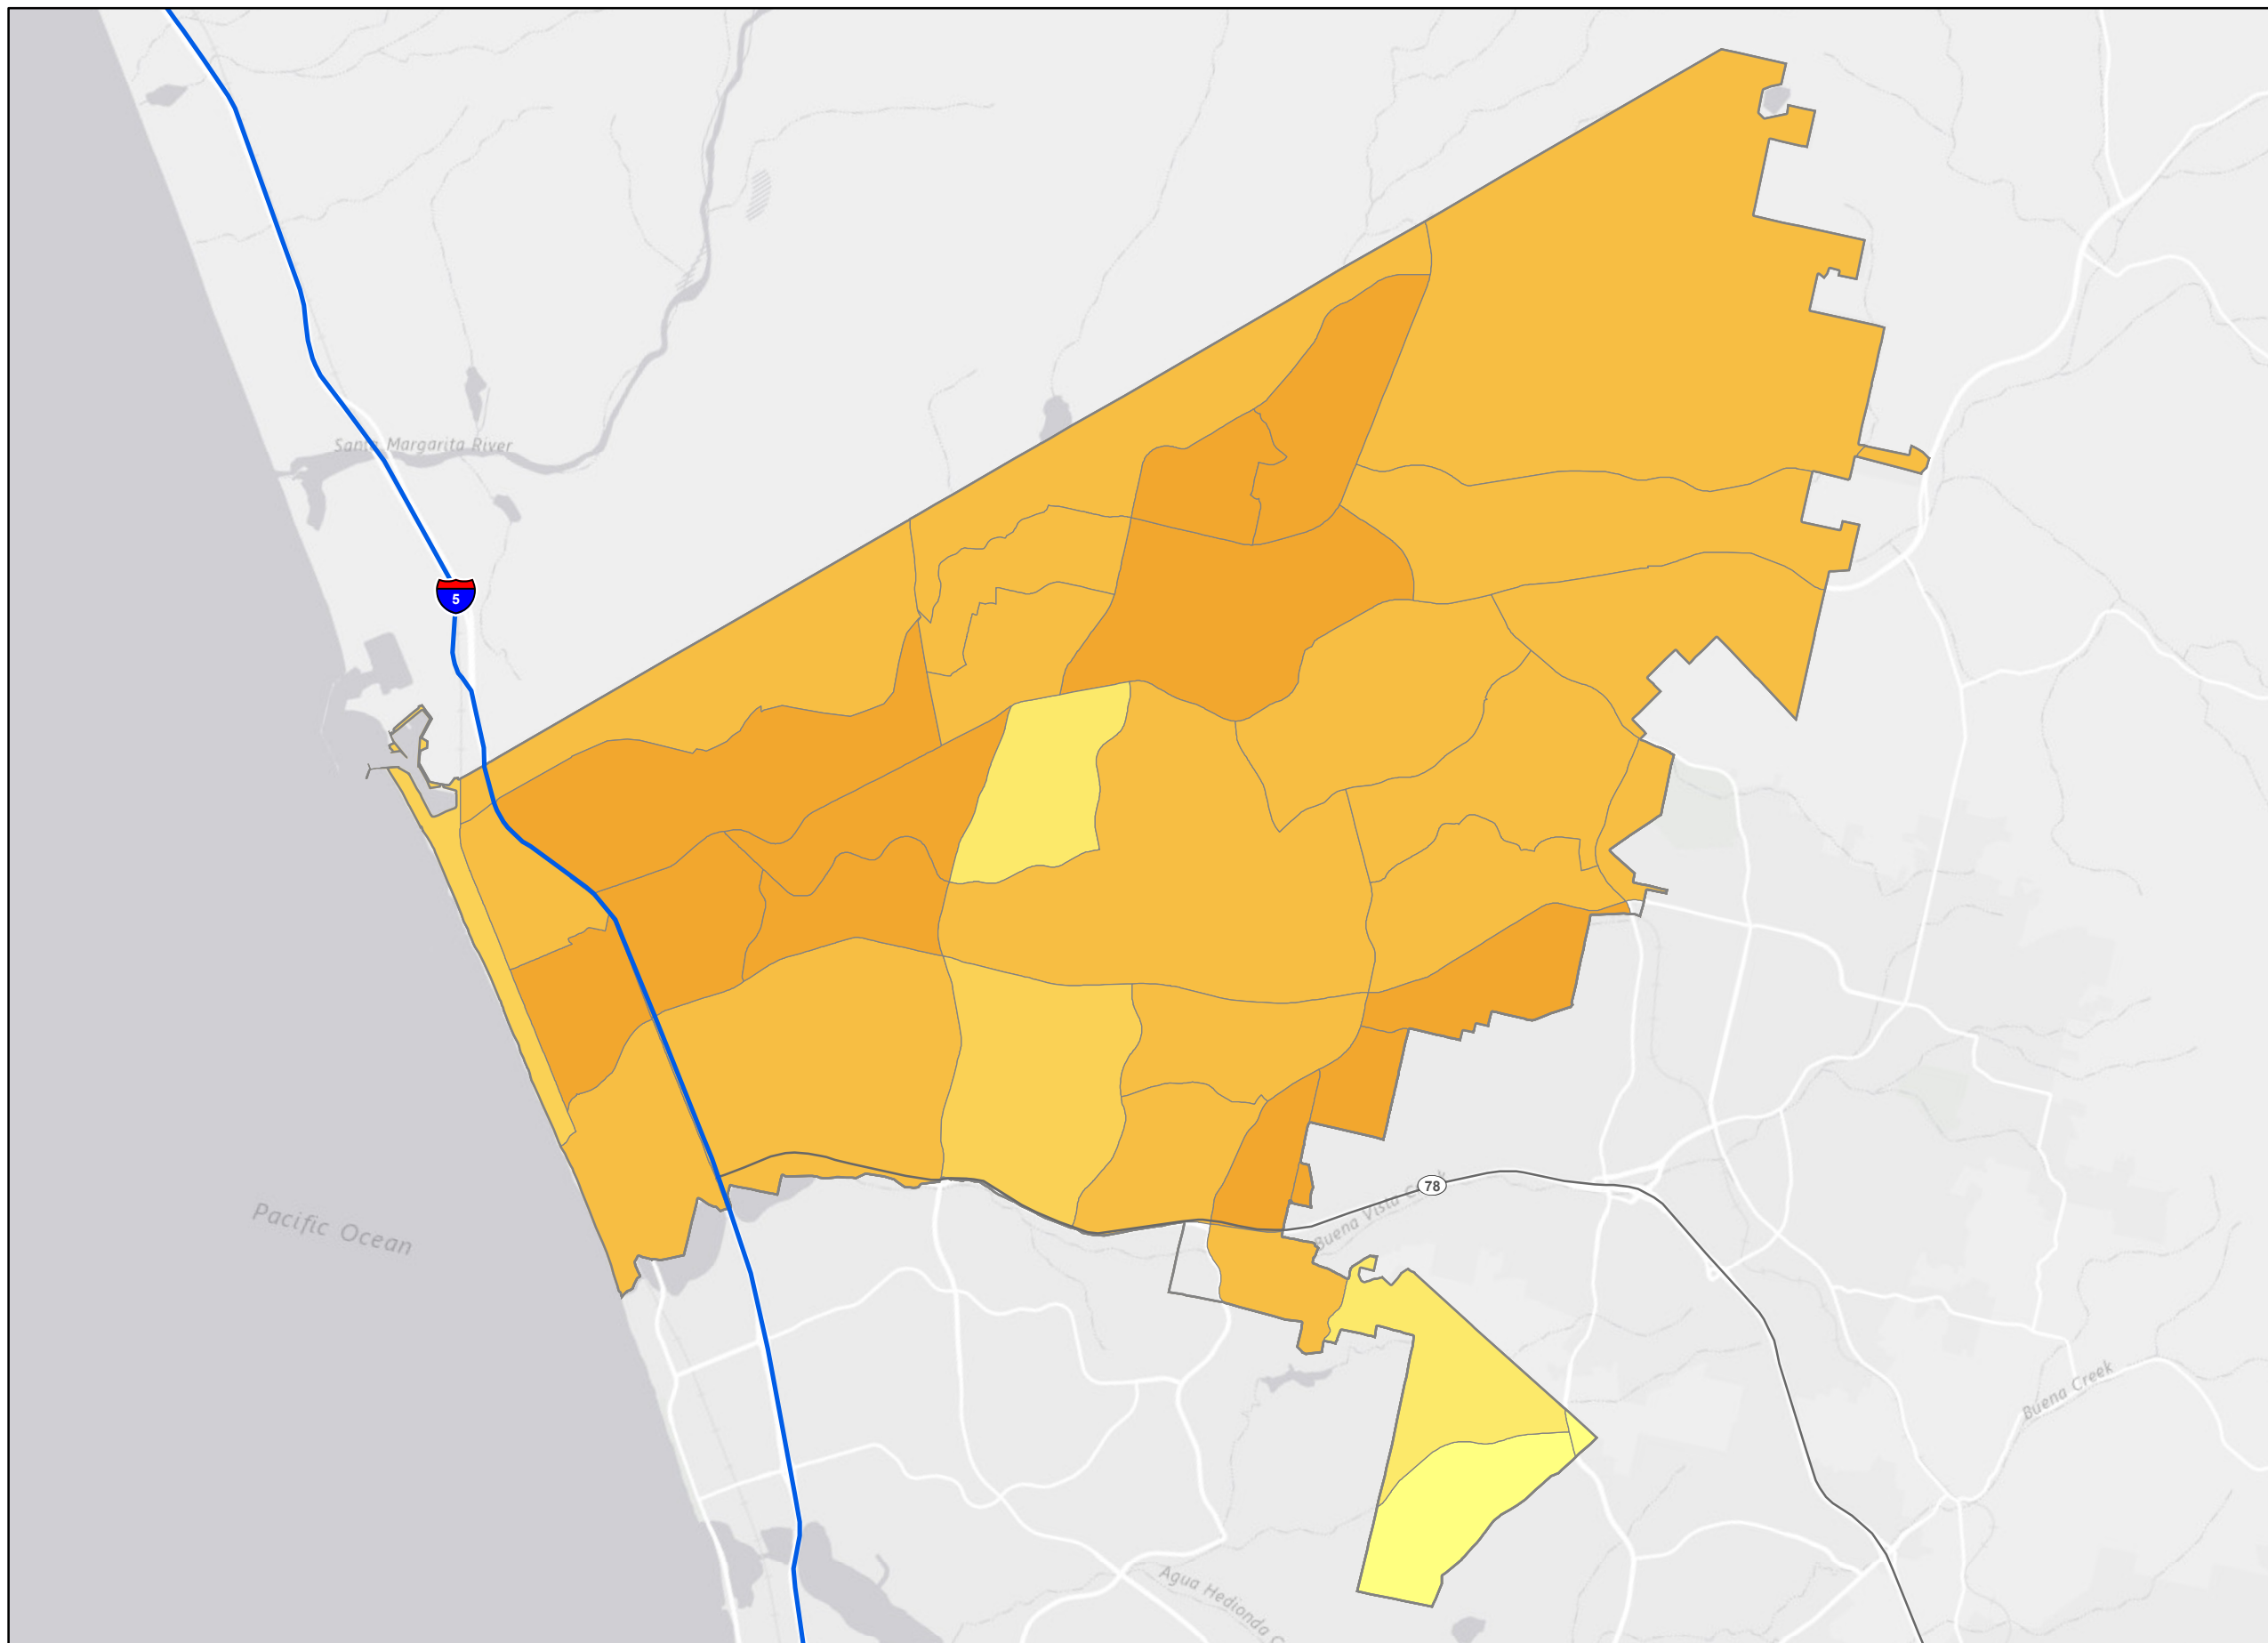 Santa Margarita River
5
Pacific Ocean
78
Buena Vista C
Buena Creek
Agua Hedionda C